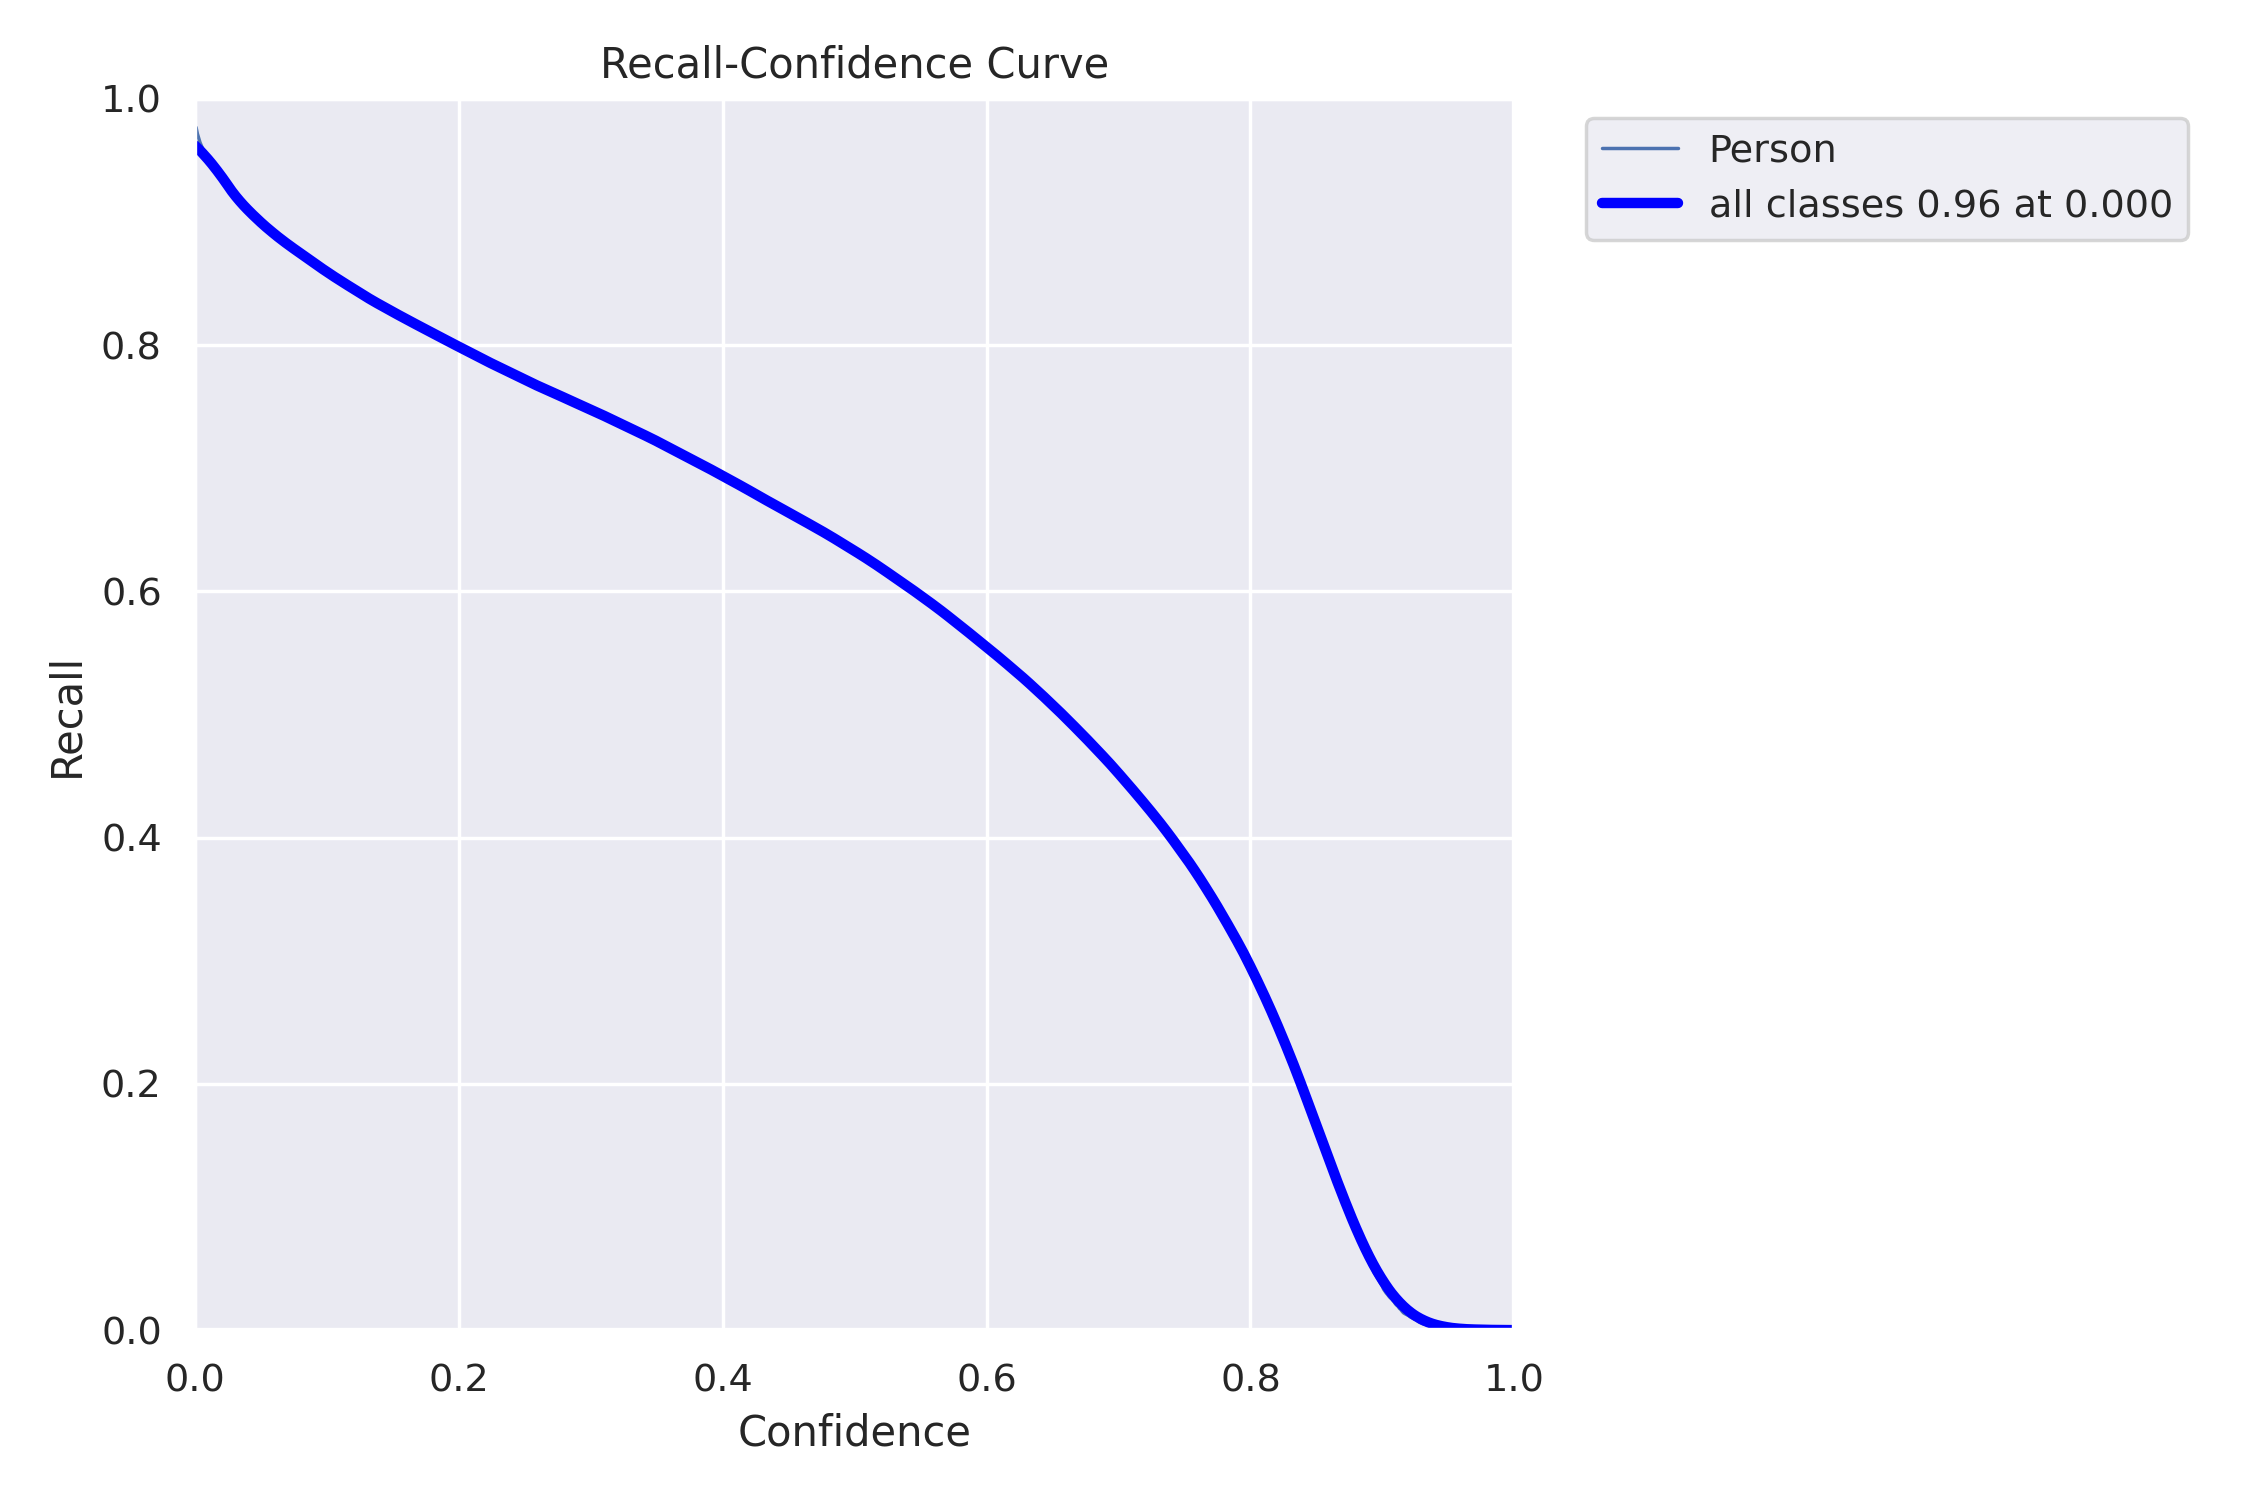 Recall-Confidence Curve
1.0
0.8
0.6
0.4
0.2
0.0
Recall
0.0 0.2 0.4 0.6 0.8 1.0
Confidence
Person
all classes 0.96 at 0.000